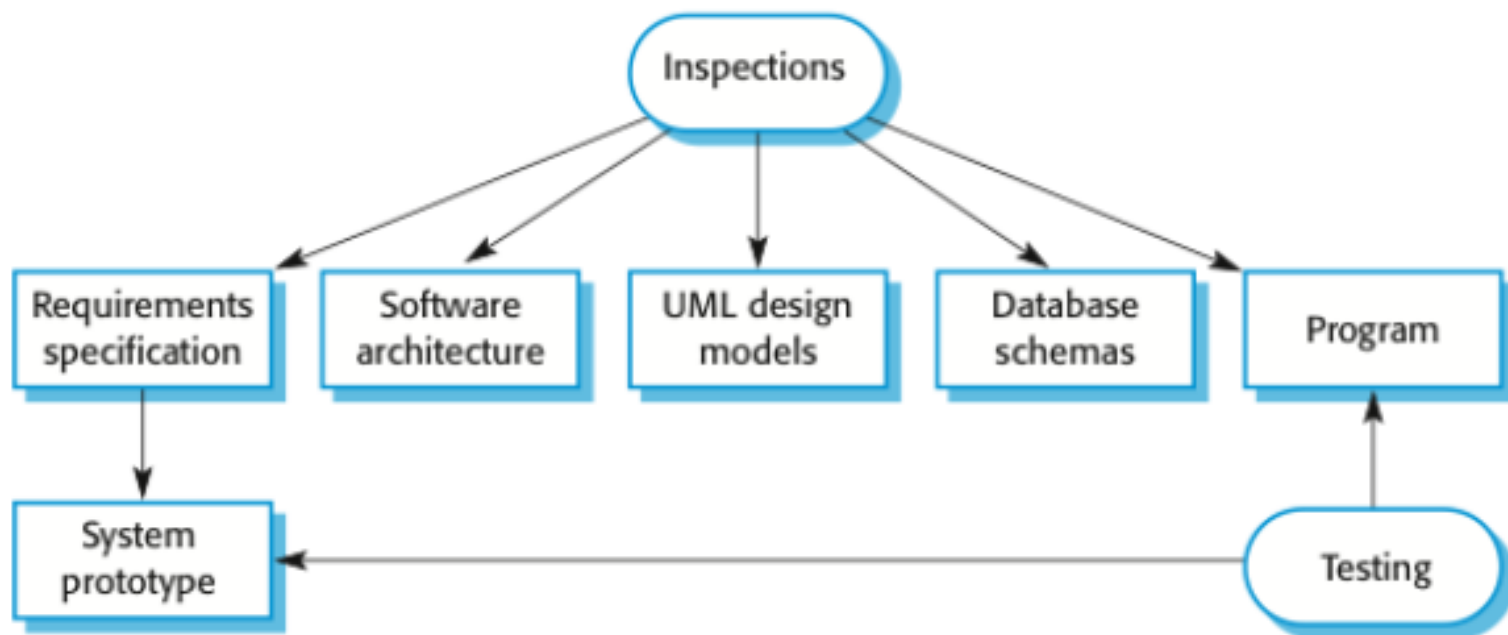 Inspections
Requirements
specification
Software
architecture
UML design
models
Database
schemas
Program
System
prototype
Testing